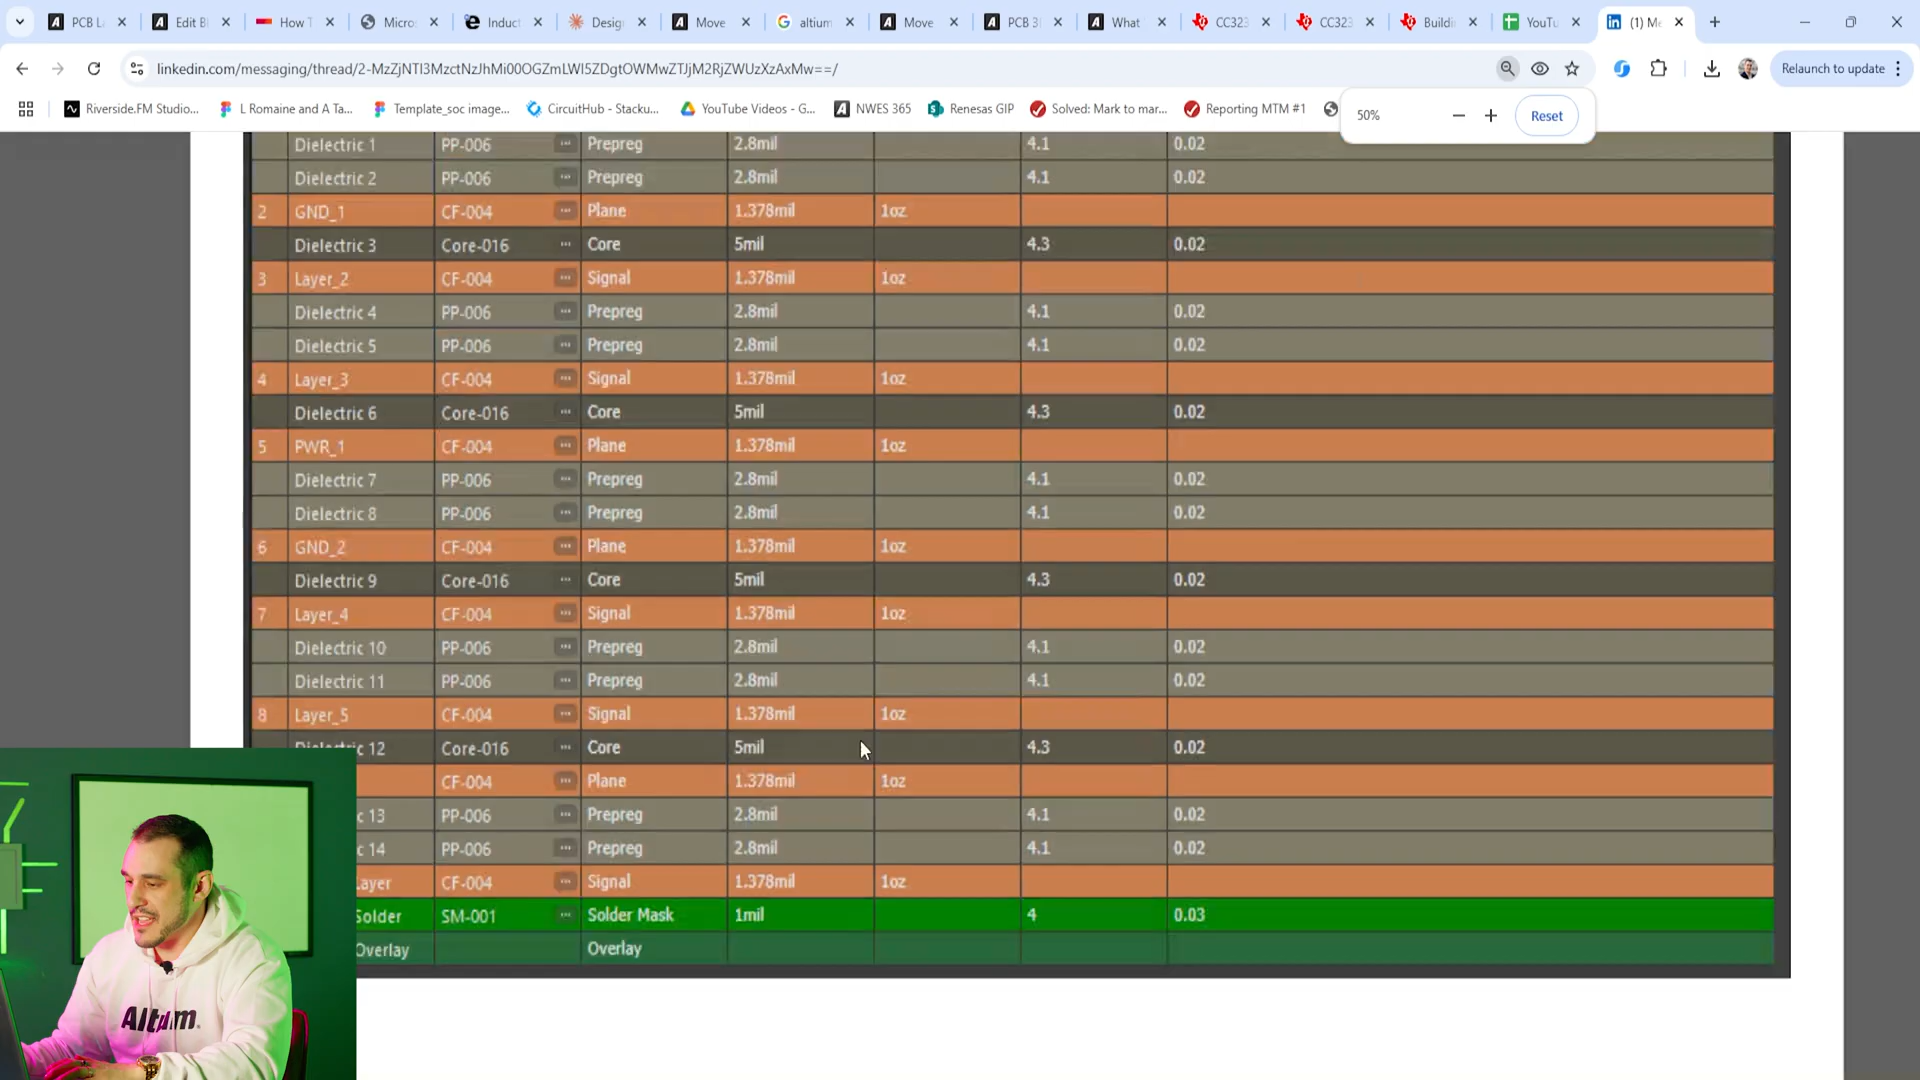 PCB L
Edit B
How T
Micro
Induct
Desig
Move
altium
Move
PCB 3
What
CC323
CC323
Buildi
YouTu
(1) Me
linkedin.com/messaging/thread/2-MzZjNTI3MzctNzJhMi00OGZmLWI5ZDgtOWMwZTJjM2RjZWUzXzAxMw==/
Relaunch to update
Riverside.FM Studio...
L Romaine and A Ta...
Template_soc image...
CircuitHub - Stacku...
YouTube Videos - G...
NWES 365
Renesas GIP
Solved: Mark to mar...
Reporting MTM #1
50%
Reset
Dielectric 1 PP-006 Prepreg 2.8mil 4.1 0.02
Dielectric 2 PP-006 Prepreg 2.8mil 4.1 0.02
2 GND_1 CF-004 Plane 1.378mil 1oz
Dielectric 3 Core-016 Core 5mil 4.3 0.02
3 Layer_2 CF-004 Signal 1.378mil 1oz
Dielectric 4 PP-006 Prepreg 2.8mil 4.1 0.02
Dielectric 5 PP-006 Prepreg 2.8mil 4.1 0.02
4 Layer_3 CF-004 Signal 1.378mil 1oz
Dielectric 6 Core-016 Core 5mil 4.3 0.02
5 PWR_1 CF-004 Plane 1.378mil 1oz
Dielectric 7 PP-006 Prepreg 2.8mil 4.1 0.02
Dielectric 8 PP-006 Prepreg 2.8mil 4.1 0.02
6 GND_2 CF-004 Plane 1.378mil 1oz
Dielectric 9 Core-016 Core 5mil 4.3 0.02
7 Layer_4 CF-004 Signal 1.378mil 1oz
Dielectric 10 PP-006 Prepreg 2.8mil 4.1 0.02
Dielectric 11 PP-006 Prepreg 2.8mil 4.1 0.02
8 Layer_5 CF-004 Signal 1.378mil 1oz
Dielectric 12 Core-016 Core 5mil 4.3 0.02
CF-004 Plane 1.378mil 1oz
c 13 PP-006 Prepreg 2.8mil 4.1 0.02
c 14 PP-006 Prepreg 2.8mil 4.1 0.02
Layer CF-004 Signal 1.378mil 1oz
Solder SM-001 Solder Mask 1mil 4 0.03
Overlay Overlay
Altium